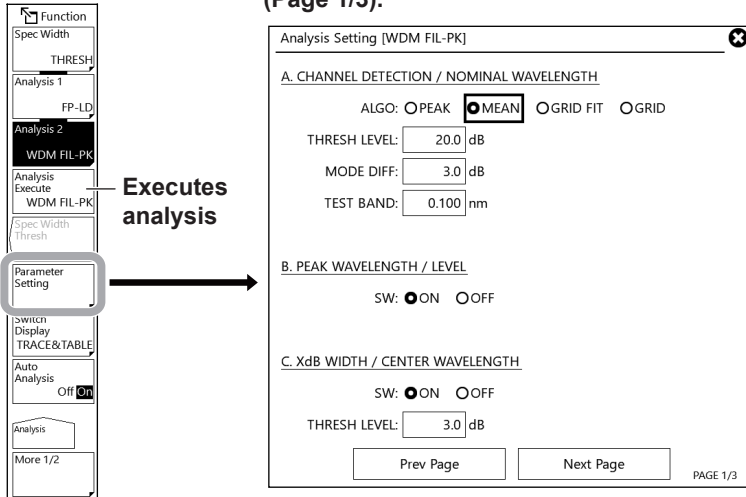 (Page 1/3).
Function
Spec Width
THRESH
Analysis 1
FP-LD
Analysis 2
WDM FIL-PK
Analysis
Execute
WDM FIL-PK
Spec Width
Thresh
Parameter
Setting
Switch
Display
TRACE&TABLE
Auto
Analysis
Off On
Analysis
More 1/2
Executes
analysis
Analysis Setting [WDM FIL-PK]
A. CHANNEL DETECTION / NOMINAL WAVELENGTH
ALGO: PEAK MEAN GRID FIT GRID
THRESH LEVEL: 20.0 dB
MODE DIFF: 3.0 dB
TEST BAND: 0.100 nm
B. PEAK WAVELENGTH / LEVEL
SW: ON OFF
C. XdB WIDTH / CENTER WAVELENGTH
SW: ON OFF
THRESH LEVEL: 3.0 dB
Prev Page Next Page
PAGE 1/3